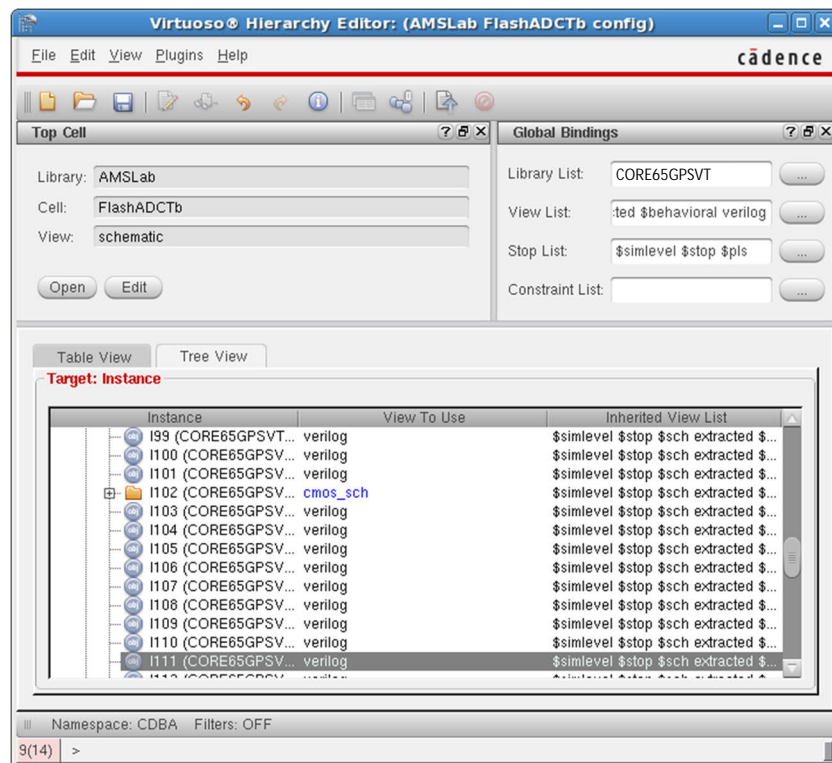 Virtuoso® Hierarchy Editor: (AMSLab FlashADCTb config)
File Edit View Plugins Help
cādence
Top Cell
Global Bindings
Library: AMSLab
Cell: FlashADCTb
View: schematic
Open Edit
Library List: CORE65GPSVT ...
View List: :ted $behavioral verilog ...
Stop List: $simlevel $stop $pls ...
Constraint List: ...
Table View Tree View
Target: Instance
Instance View To Use Inherited View List
I99 (CORE65GPSVT... verilog $simlevel $stop $sch extracted $...
I100 (CORE65GPSV... verilog $simlevel $stop $sch extracted $...
I101 (CORE65GPSV... verilog $simlevel $stop $sch extracted $...
I102 (CORE65GPSV... cmos_sch $simlevel $stop $sch extracted $...
I103 (CORE65GPSV... verilog $simlevel $stop $sch extracted $...
I104 (CORE65GPSV... verilog $simlevel $stop $sch extracted $...
I105 (CORE65GPSV... verilog $simlevel $stop $sch extracted $...
I106 (CORE65GPSV... verilog $simlevel $stop $sch extracted $...
I107 (CORE65GPSV... verilog $simlevel $stop $sch extracted $...
I108 (CORE65GPSV... verilog $simlevel $stop $sch extracted $...
I109 (CORE65GPSV... verilog $simlevel $stop $sch extracted $...
I110 (CORE65GPSV... verilog $simlevel $stop $sch extracted $...
I111 (CORE65GPSV... verilog $simlevel $stop $sch extracted $...
Namespace: CDBA Filters: OFF
9(14) >